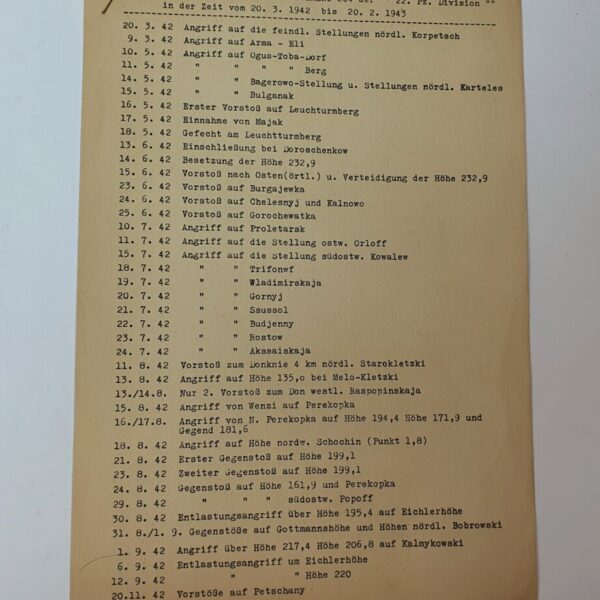 204 der " 22. Pz. Division ""
in der Zeit vom 20. 3. 1942 bis 20. 2. 1943
20. 3. 42 Angriff auf die feindl. Stellungen nördl. Korpetsch
9. 3. 42 Angriff auf Arma - Eli
10. 5. 42 Angriff auf Ogus-Toba-Dorf
11. 5. 42 " " " " Berg
14. 5. 42 " " Bagerowo-Stellung u. Stellungen nördl. Karteles
15. 5. 42 " " Bulganak
16. 5. 42 Erster Vorstoß auf Leuchturmberg
17. 5. 42 Einnahme von Majak
18. 5. 42 Gefecht am Leuchtturmberg
13. 6. 42 Einschließung bei Doroschenkow
14. 6. 42 Besetzung der Höhe 232,9
15. 6. 42 Vorstoß nach Osten(örtl.) u. Verteidigung der Höhe 232,9
23. 6. 42 Vorstoß auf Burgajewka
24. 6. 42 Vorstoß auf Chelesnyj und Kalnowo
25. 6. 42 Vorstoß auf Gorochewatka
10. 7. 42 Angriff auf Proletarsk
11. 7. 42 Angriff auf die Stellung ostw. Orloff
15. 7. 42 Angriff auf die Stellung südostw. Kowalew
18. 7. 42 " " Trifonwf
19. 7. 42 " " Wladimirskaja
20. 7. 42 " " Gornyj
21. 7. 42 " " Ssussol
22. 7. 42 " " Budjenny
23. 7. 42 " " Rostow
24. 7. 42 " " Akssaiskaja
11. 8. 42 Vorstoß zum Donknie 4 km nördl. Starokletzki
13. 8. 42 Angriff auf Höhe 135,o bei Melo-Kletzki
13./14.8. Nur 2. Vorstoß zum Don westl. Raspopinskaja
15. 8. 42 Angriff von Wenzi auf Perekopka
16./17.8. Angriff von N. Perekopka auf Höhe 194,4 Höhe 171,9 und
Gegend 181,6
18. 8. 42 Angriff auf Höhe nordw. Schochin (Punkt 1,8)
21. 8. 42 Erster Gegenstoß auf Höhe 199,1
23. 8. 42 Zweiter Gegenstoß auf Höhe 199,1
24. 8. 42 Gegenstoß auf Höhe 161,9 und Perekopka
29. 8. 42 " " " südostw. Popoff
30. 8. 42 Entlastungsangriff über Höhe 195,4 auf Eichlerhöhe
31. 8./1. 9. Gegenstöße auf Gottmannshöhe und Höhen nördl. Bobrowski
1. 9. 42 Angriff über Höhe 217,4 Höhe 206,8 auf Kalmykowski
6. 9. 42 Entlastungsangriff um Eichlerhöhe
12. 9. 42 " " Höhe 220
20.11. 42 Vorstöße auf Petschany